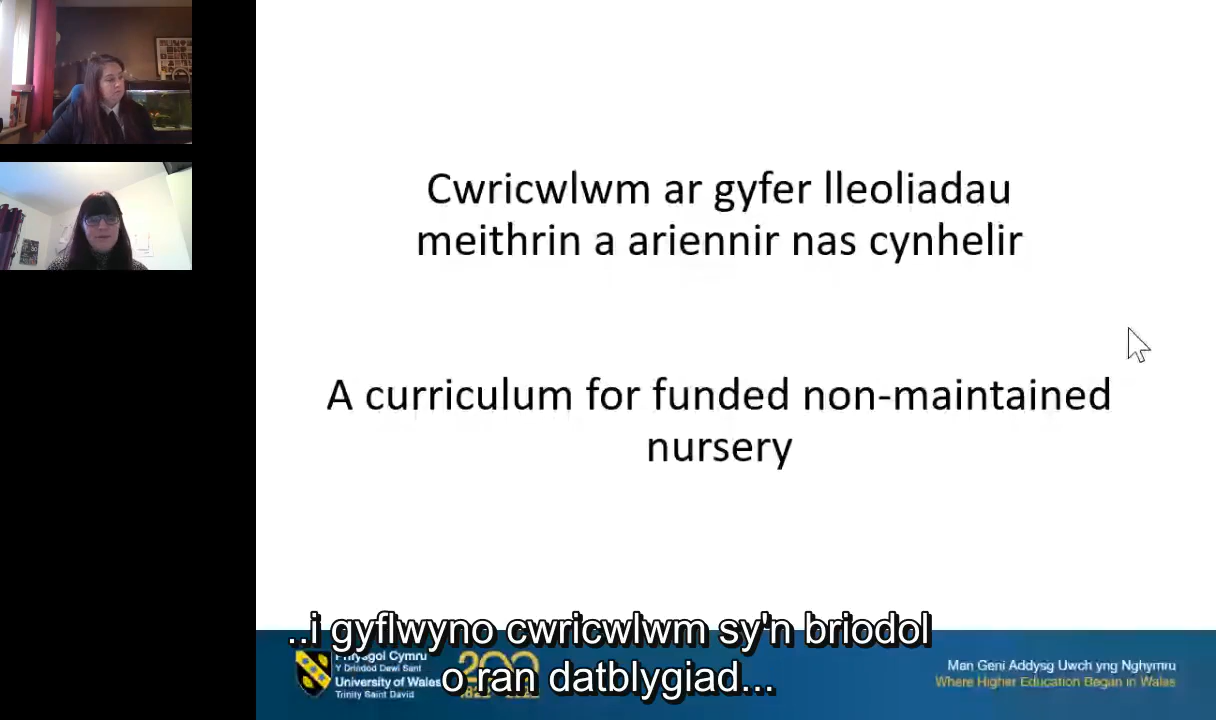 Cwricwlwm ar gyfer lleoliadau
meithrin a ariennir nas cynhelir
A curriculum for funded non-maintained
nursery
..i gyflwyno cwricwlwm sy'n briodol
o ran datblygiad...
Cymru
Y Drindod Dewi Sant
University of Wales
Trinity Saint David
Man Geni Addysg Uwch yng Nghymru
Where Higher Education Began in Wales